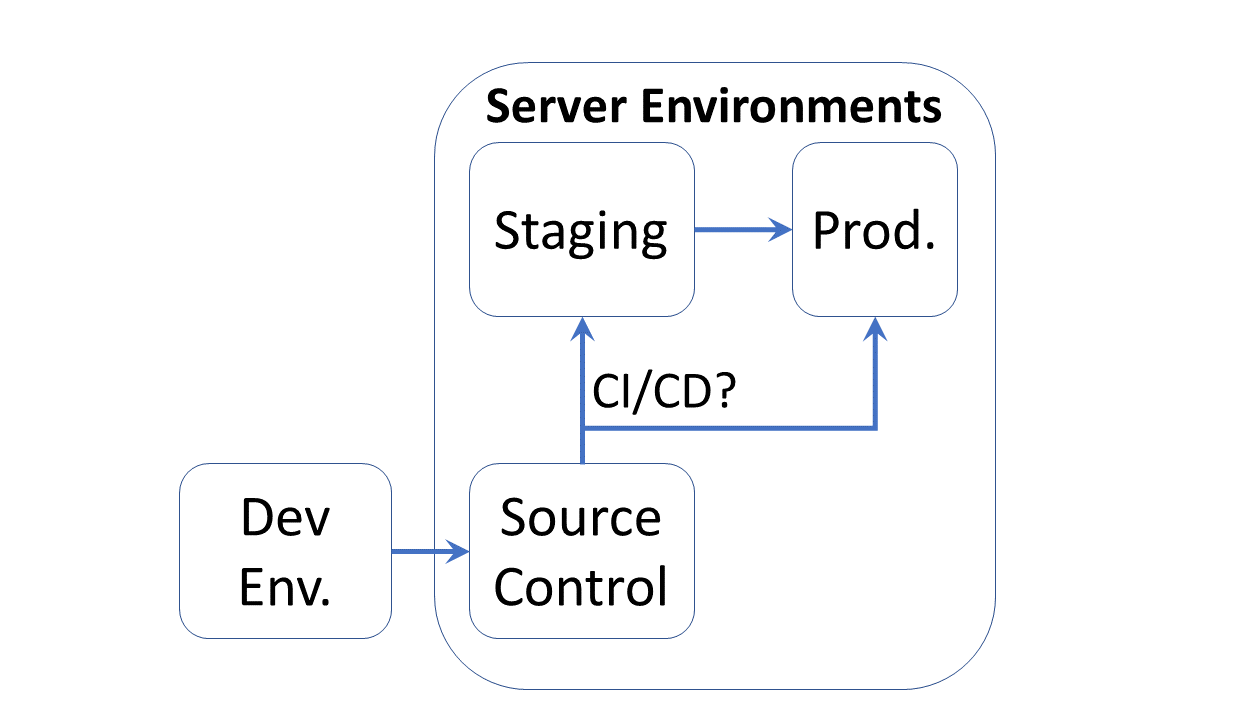 Server Environments
Staging
Prod.
CI/CD?
Dev
Env.
Source
Control